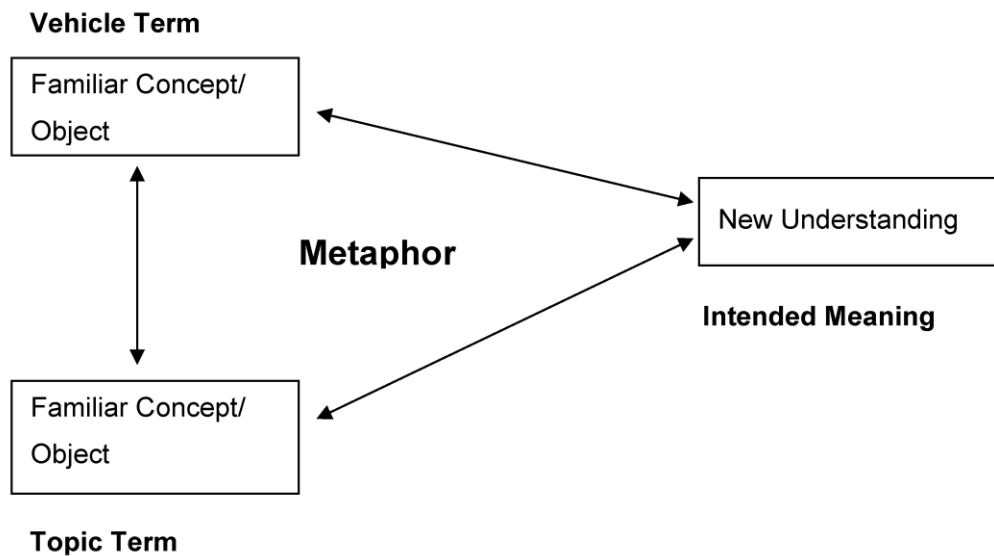 Vehicle Term
Familiar Concept/
Object
New Understanding
Metaphor
Intended Meaning
Familiar Concept/
Object
Topic Term